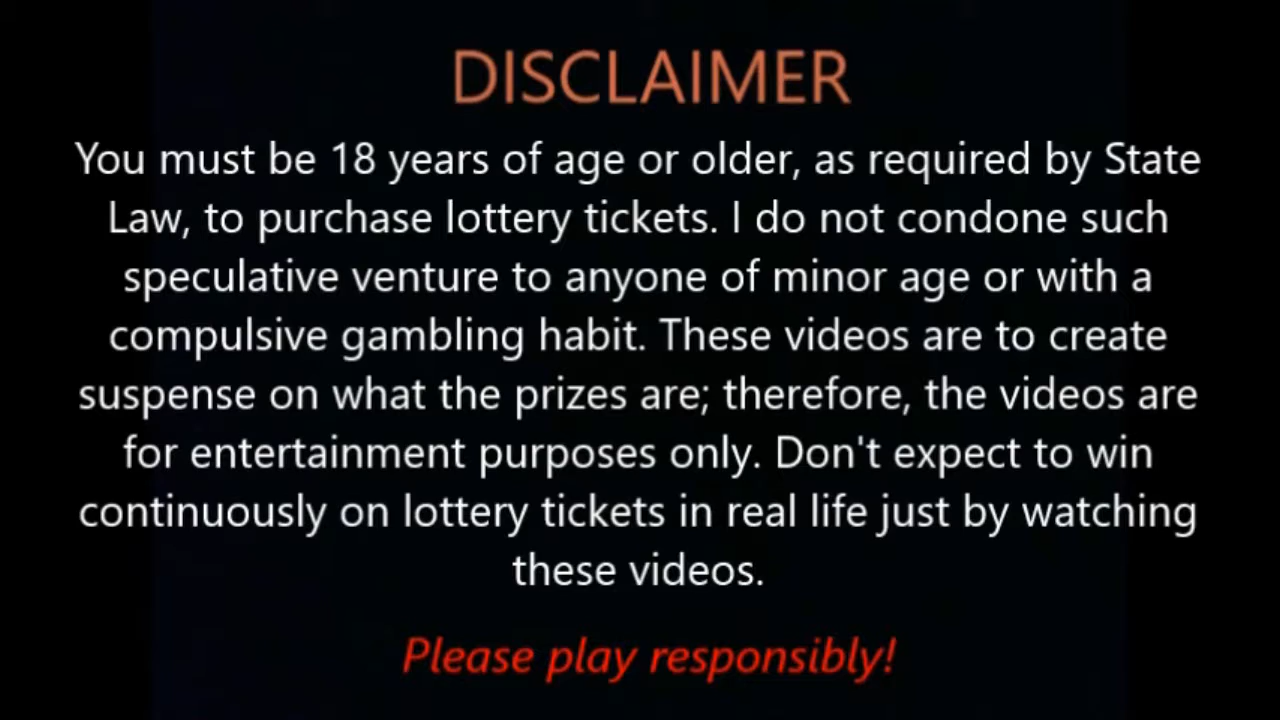 DISCLAIMER
You must be 18 years of age or older, as required by State
Law, to purchase lottery tickets. I do not condone such
speculative venture to anyone of minor age or with a
compulsive gambling habit. These videos are to create
suspense on what the prizes are; therefore, the videos are
for entertainment purposes only. Don't expect to win
continuously on lottery tickets in real life just by watching
these videos.
Please play responsibly!